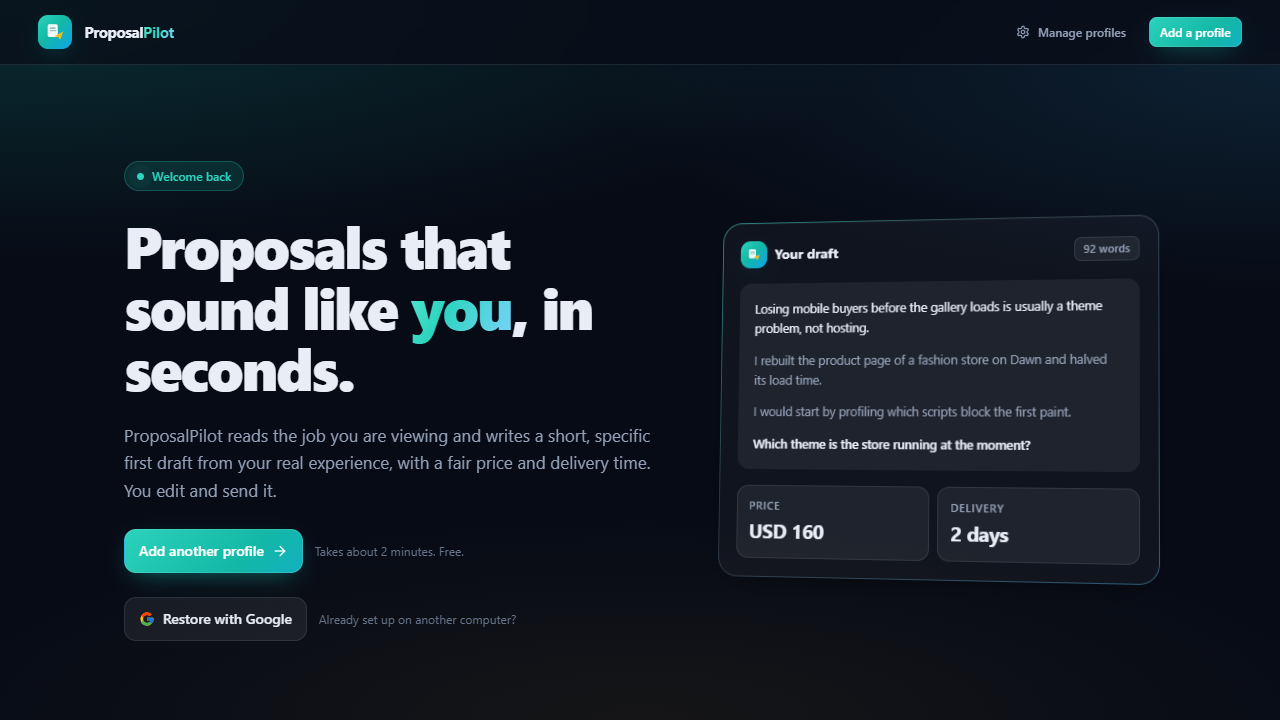 ProposalPilot
Manage profiles
Add a profile
Welcome back
Proposals that
sound like you, in
seconds.
ProposalPilot reads the job you are viewing and writes a short, specific
first draft from your real experience, with a fair price and delivery time.
You edit and send it.
Add another profile
Takes about 2 minutes. Free.
Restore with Google
Already set up on another computer?
Your draft
92 words
Losing mobile buyers before the gallery loads is usually a theme
problem, not hosting.
I rebuilt the product page of a fashion store on Dawn and halved
its load time.
I would start by profiling which scripts block the first paint.
Which theme is the store running at the moment?
PRICE
USD 160
DELIVERY
2 days